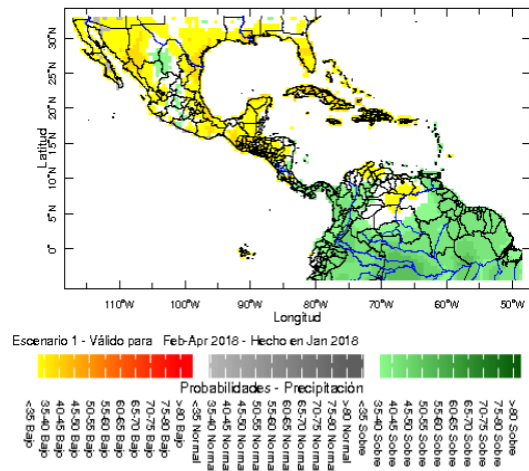 30°N
25°N
20°N
15°N
10°N
5°N
0°
Latitud
110°W 100°W 90°W 80°W 70°W 60°W 50°W
Longitud
Escenario 1 - Válido para Feb-Apr 2018 - Hecho en Jan 2018
Probabilidades - Precipitación
<35 Bajo
35-40 Bajo
40-45 Bajo
45-50 Bajo
50-55 Bajo
55-60 Bajo
60-65 Bajo
65-70 Bajo
70-75 Bajo
75-80 Bajo
>80 Bajo
<35 Normal
35-40 Normal
40-45 Normal
45-50 Normal
50-55 Normal
55-60 Normal
60-65 Normal
65-70 Normal
70-75 Normal
75-80 Normal
>80 Normal
<35 Sobre
35-40 Sobre
40-45 Sobre
45-50 Sobre
50-55 Sobre
55-60 Sobre
60-65 Sobre
65-70 Sobre
70-75 Sobre
75-80 Sobre
>80 Sobre